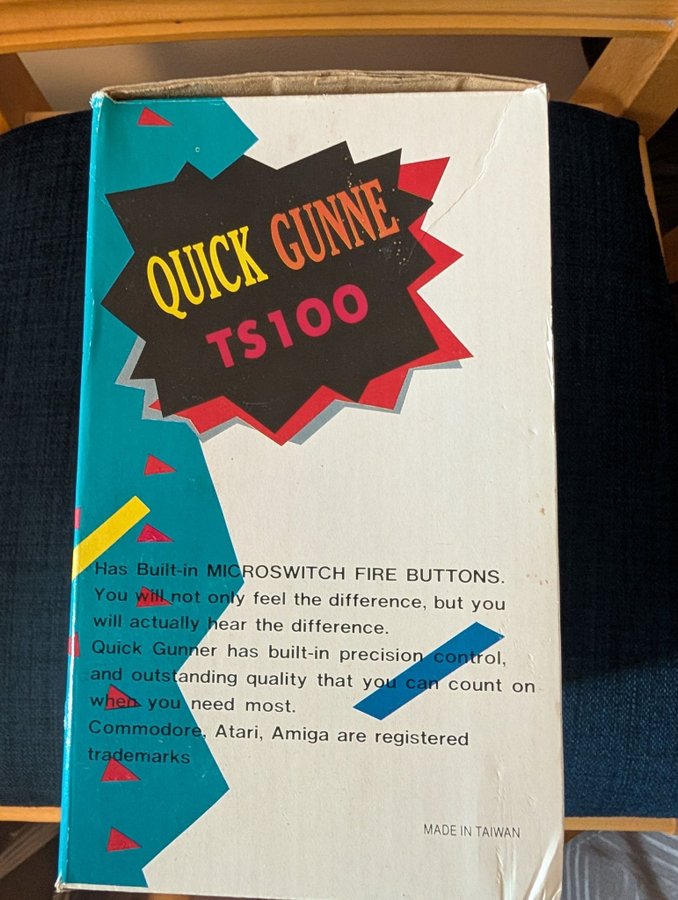 QUICK GUNNE
TS100
Has Built-in MICROSWITCH FIRE BUTTONS.
You will not only feel the difference, but you
will actually hear the difference.
Quick Gunner has built-in precision control,
and outstanding quality that you can count on
when you need most.
Commodore, Atari, Amiga are registered
trademarks
MADE IN TAIWAN